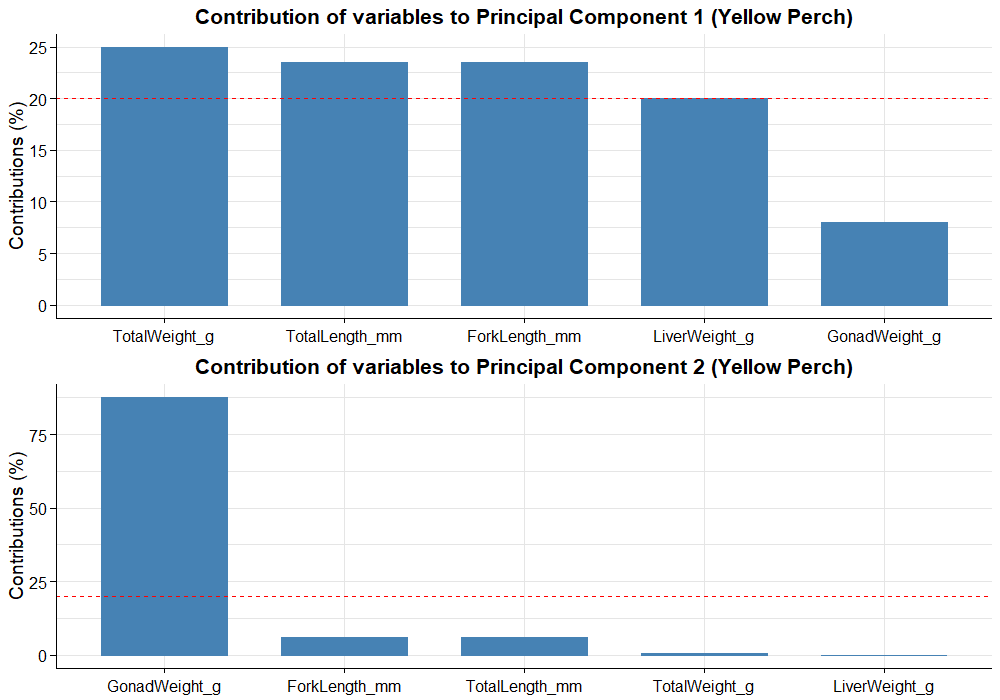 Contribution of variables to Principal Component 1 (Yellow Perch)
Contributions (%)
25
20
15
10
5
0
TotalWeight_g TotalLength_mm ForkLength_mm LiverWeight_g GonadWeight_g
Contribution of variables to Principal Component 2 (Yellow Perch)
Contributions (%)
75
50
25
0
GonadWeight_g ForkLength_mm TotalLength_mm TotalWeight_g LiverWeight_g